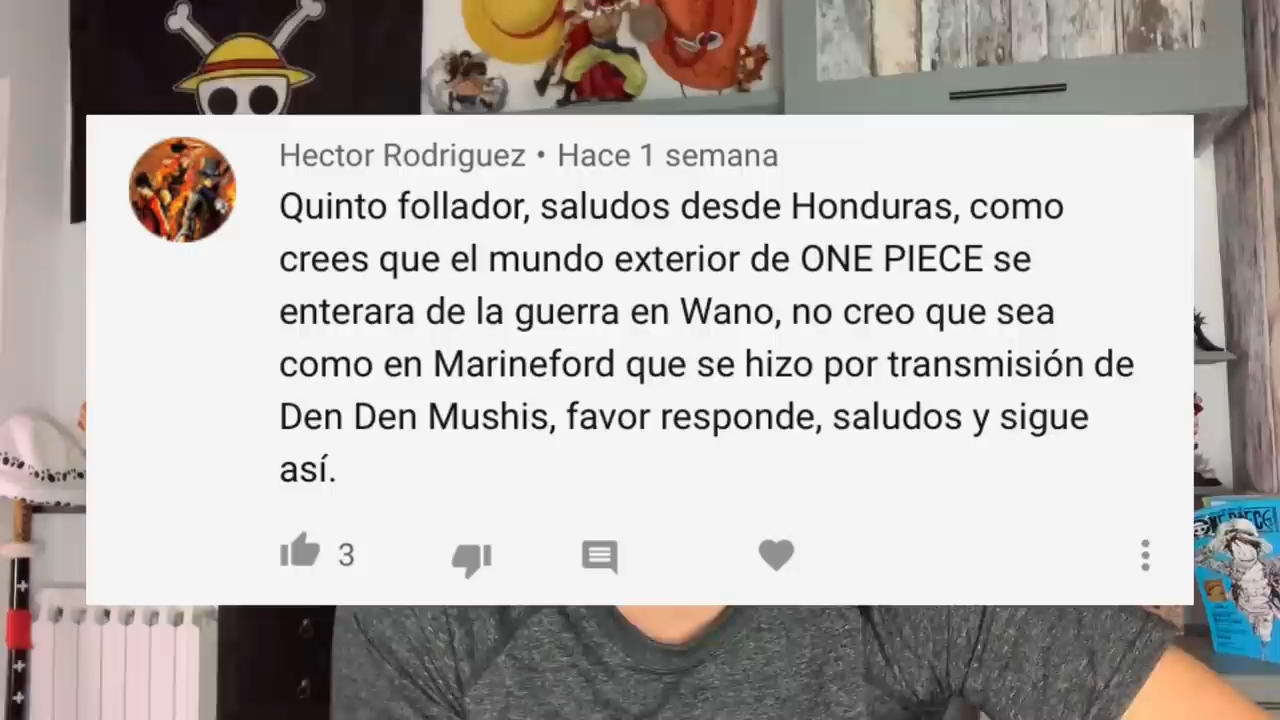 Hector Rodriguez • Hace 1 semana
Quinto follador, saludos desde Honduras, como
crees que el mundo exterior de ONE PIECE se
enterara de la guerra en Wano, no creo que sea
como en Marineford que se hizo por transmisión de
Den Den Mushis, favor responde, saludos y sigue
así.
3
ONE PIECE